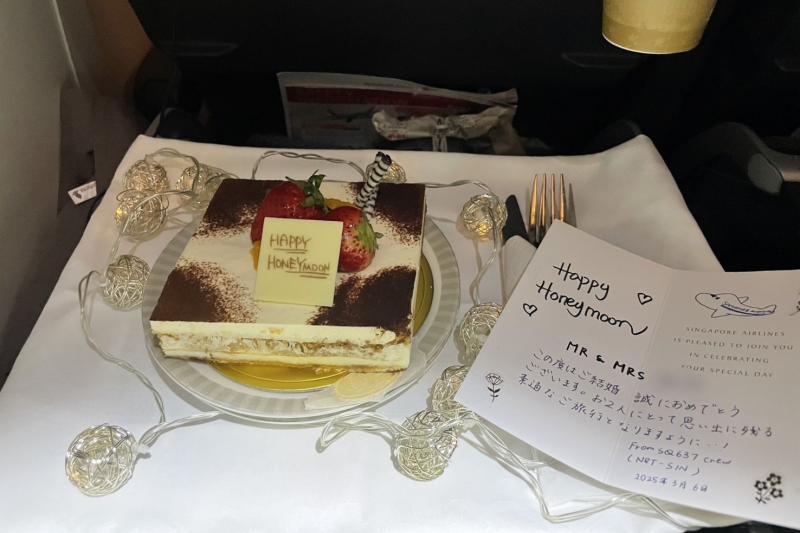 HAPPY
HONEYMOON
Happy
Honeymoon
MR & MRS
この度はご結婚 誠におめでとう
ございます。お2人にとって思い出に残る
素適なご旅行となりますように…!
From SQ637 crew
(NRT-SIN)
2025年3月6日
SINGAPORE AIRLINES
IS PLEASED TO JOIN YOU
IN CELEBRATING
YOUR SPECIAL DAY